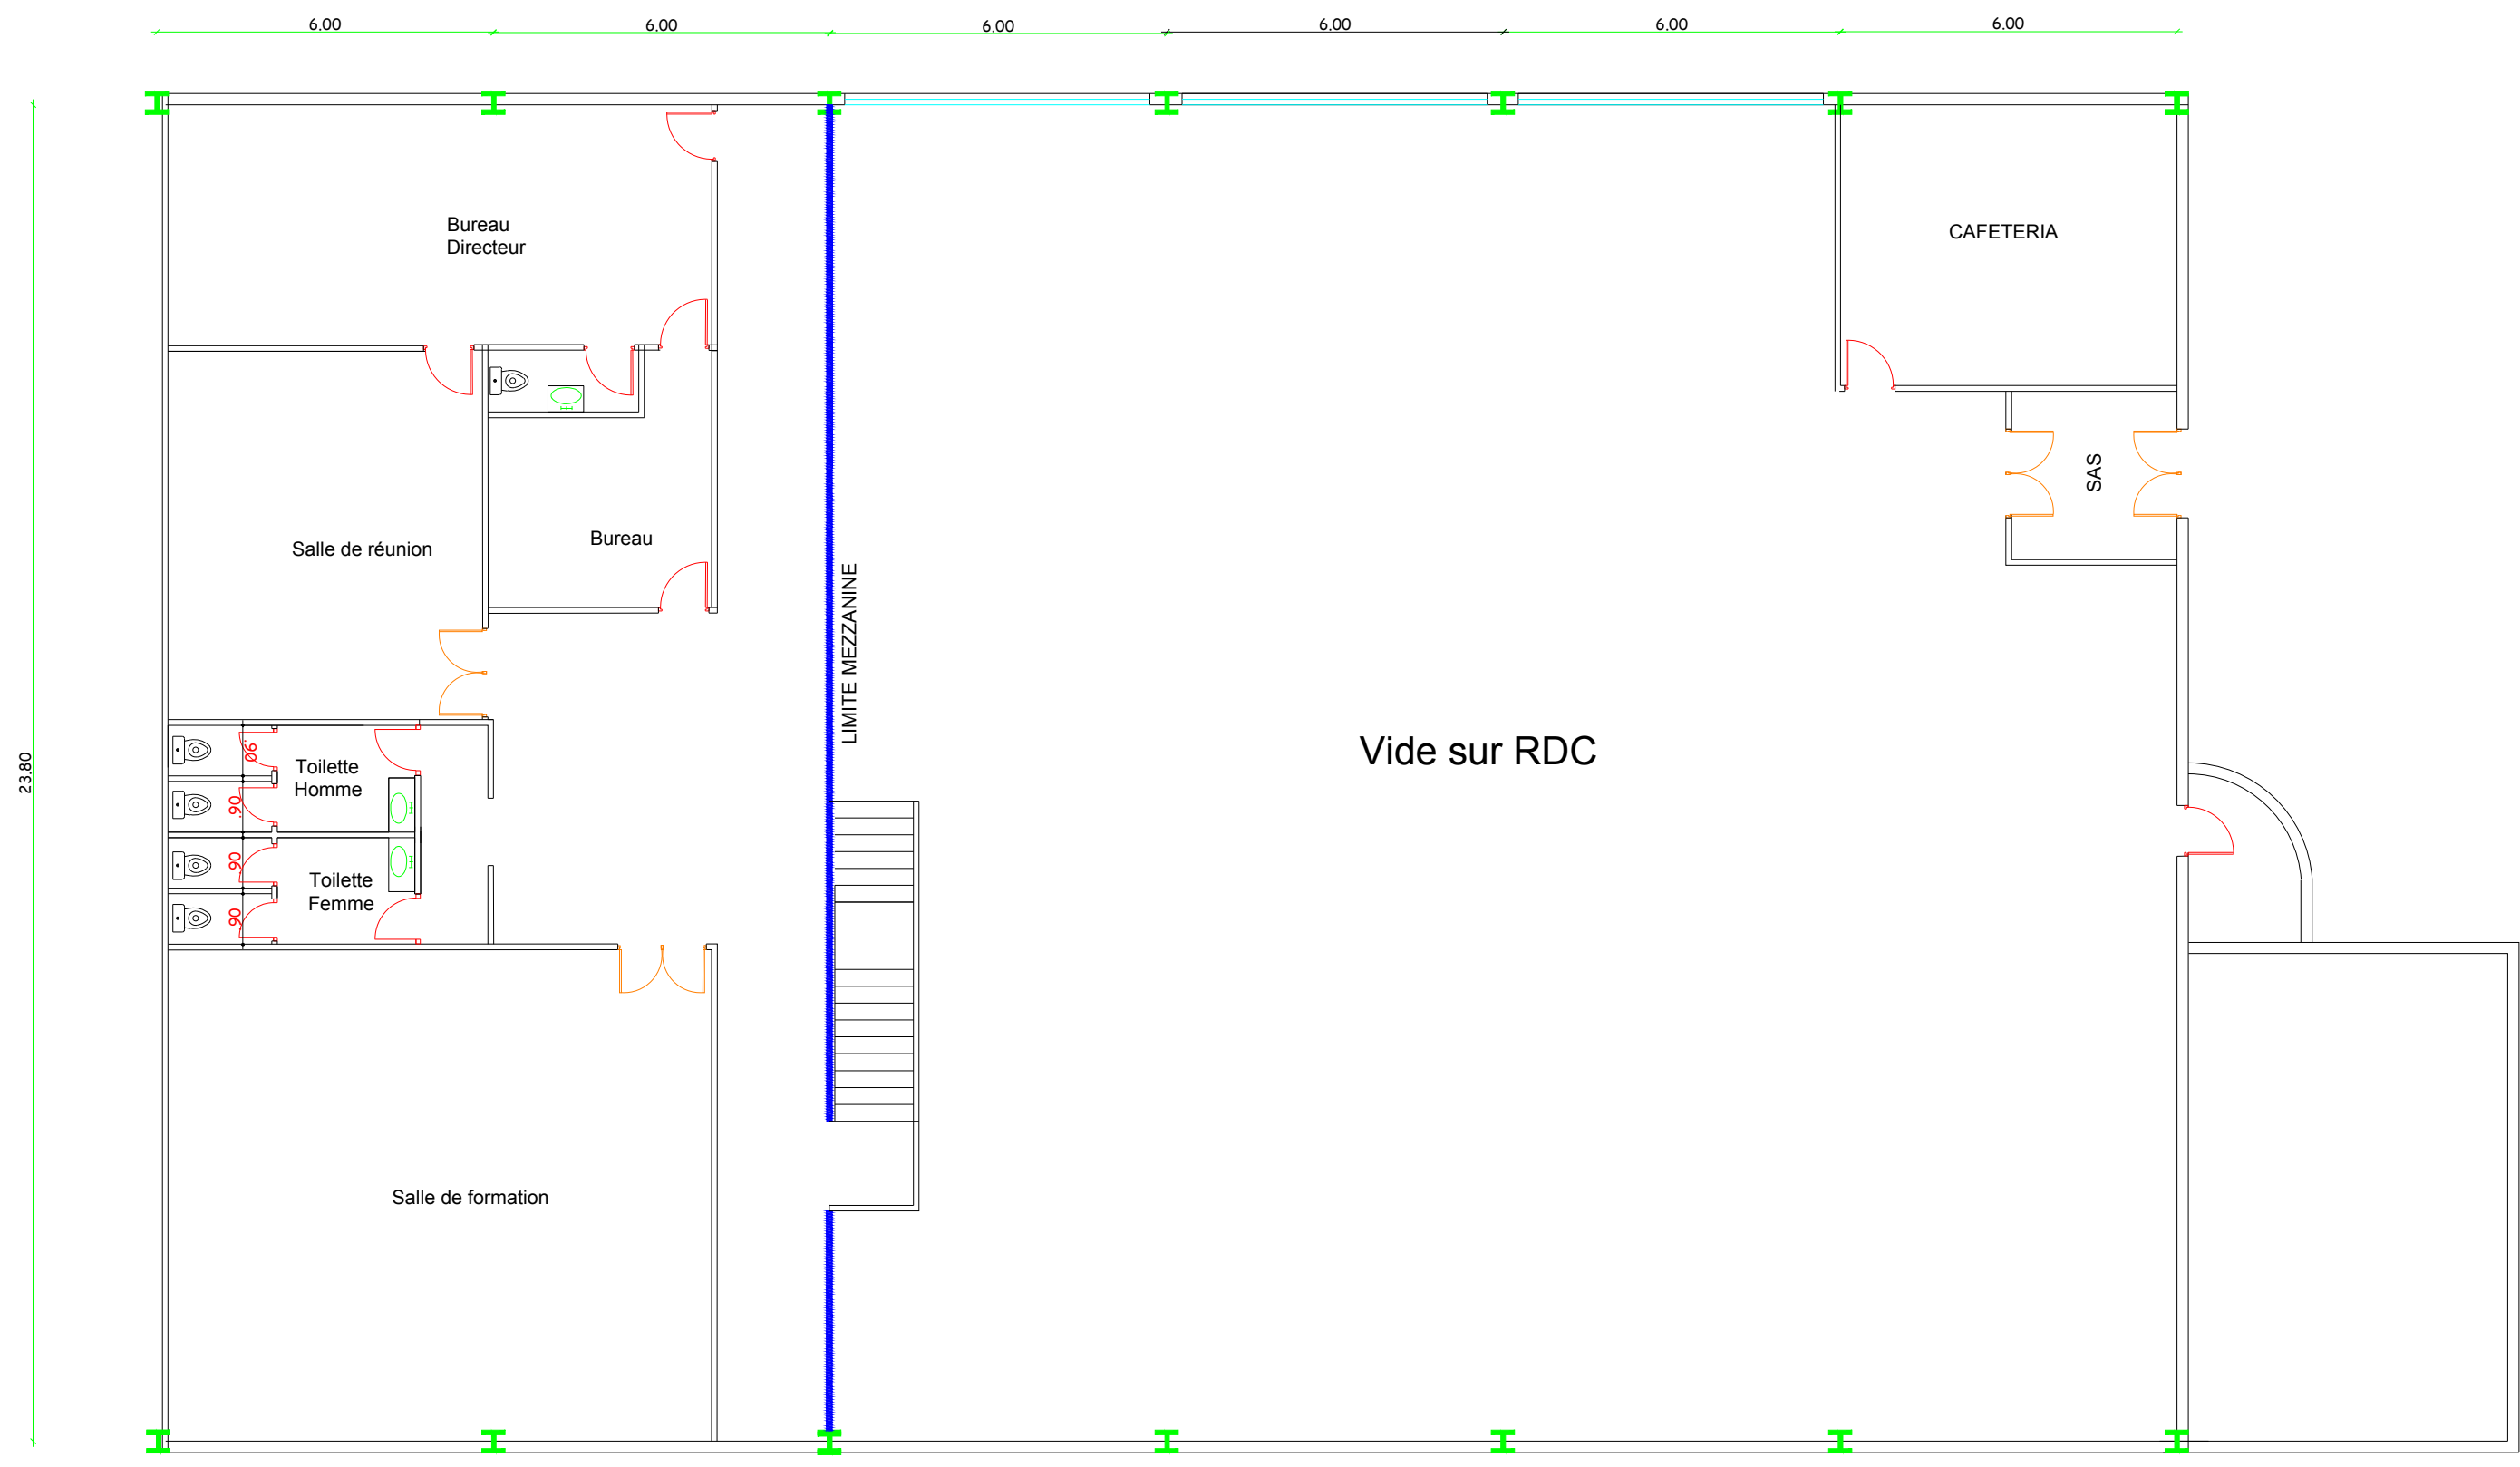 6.00
6.00
6.00
6.00
6.00
6.00
23.80
Bureau
Directeur
CAFETERIA
SAS
Salle de réunion
Bureau
LIMITE MEZZANINE
Vide sur RDC
Toilette
Homme
.90
.90
Toilette
Femme
.90
.90
Salle de formation